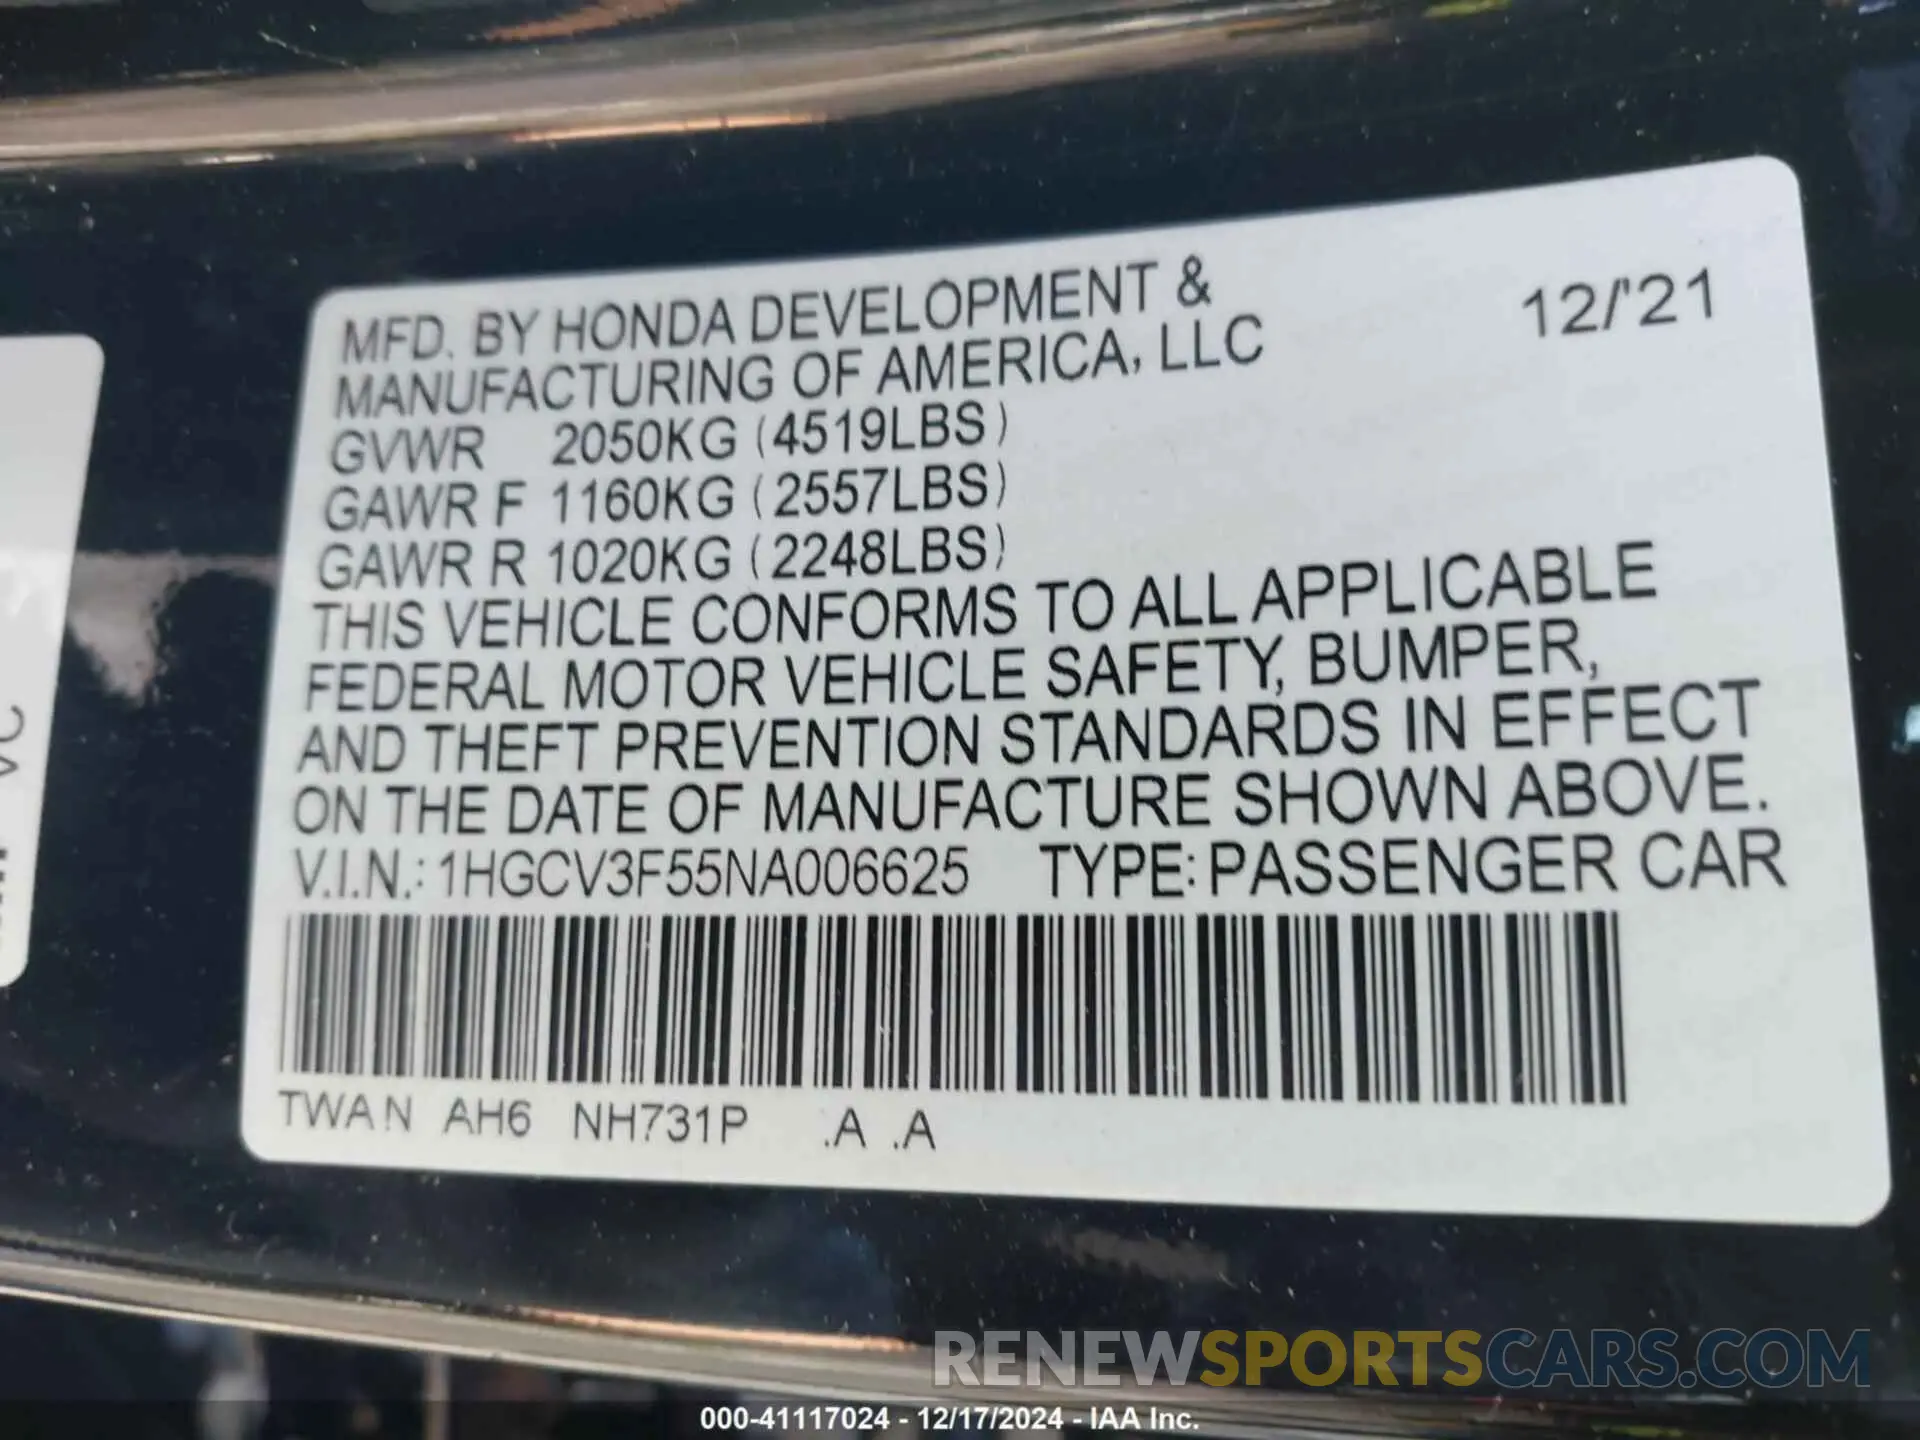 MFD. BY HONDA DEVELOPMENT &
MANUFACTURING OF AMERICA, LLC
12/'21
GVWR 2050KG (4519LBS)
GAWR F 1160KG (2557LBS)
GAWR R 1020KG (2248LBS)
THIS VEHICLE CONFORMS TO ALL APPLICABLE
FEDERAL MOTOR VEHICLE SAFETY, BUMPER,
AND THEFT PREVENTION STANDARDS IN EFFECT
ON THE DATE OF MANUFACTURE SHOWN ABOVE.
V.I.N.: 1HGCV3F55NA006625 TYPE: PASSENGER CAR
TWAN AH6 NH731P .A .A
VC
RENEWSPORTSCARS.COM
000-41117024 - 12/17/2024 - IAA Inc.